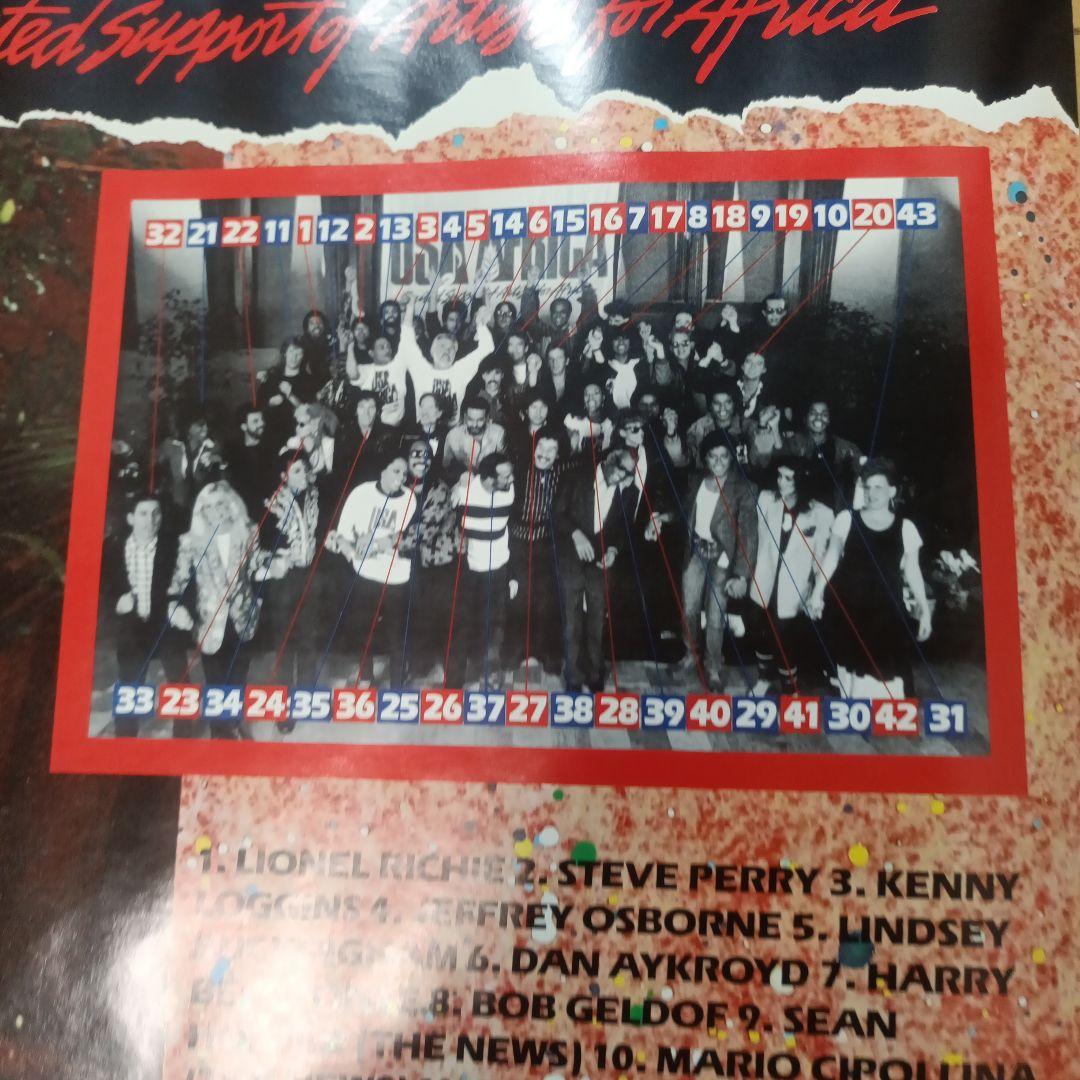 ted Support of Artists for Africa
32 21 22 11 1 12 2 13 3 4 5 14 6 15 16 7 17 8 18 9 19 10 20 43
USA AFRICA
33 23 34 24 35 36 25 26 37 27 38 28 39 40 29 41 30 42 31
1. LIONEL RICHIE 2. STEVE PERRY 3. KENNY
LOGGINS 4. JEFFREY OSBORNE 5. LINDSEY
6. DAN AYKROYD 7. HARRY
8. BOB GELDOF 9. SEAN
(THE NEWS) 10. MARIO CIPOLLINA